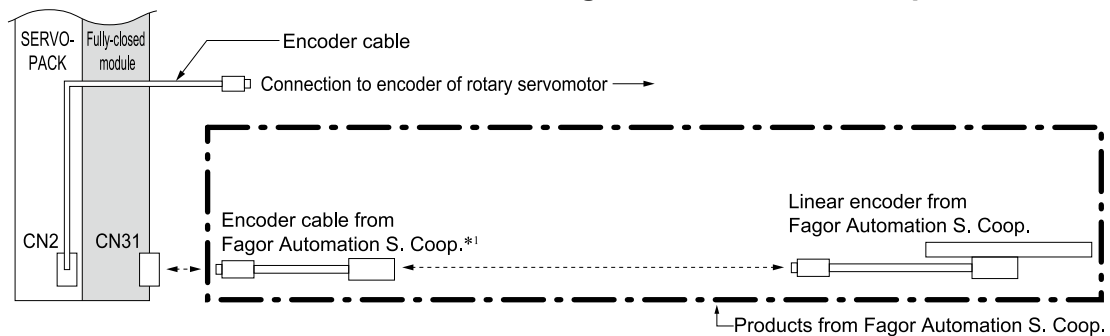 SERVO-
PACK
Fully-closed
module
Encoder cable
Connection to encoder of rotary servomotor
Linear encoder from
Fagor Automation S. Coop.
Encoder cable from
Fagor Automation S. Coop.*1
CN2
CN31
Products from Fagor Automation S. Coop.